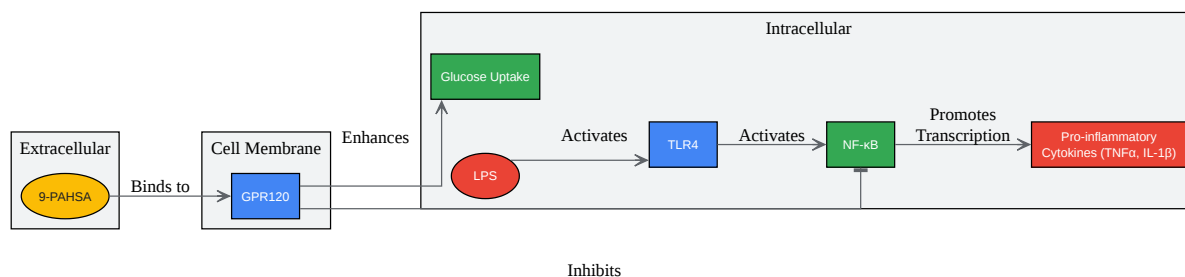 Intracellular
Glucose Uptake
Promotes
Transcription
Enhances
Activates
Activates
Extracellular
Cell Membrane
TLR4
NF-κB
Pro-inflammatory
Cytokines (TNFα, IL-1β)
LPS
9-PAHSA
Binds to
GPR120
Inhibits